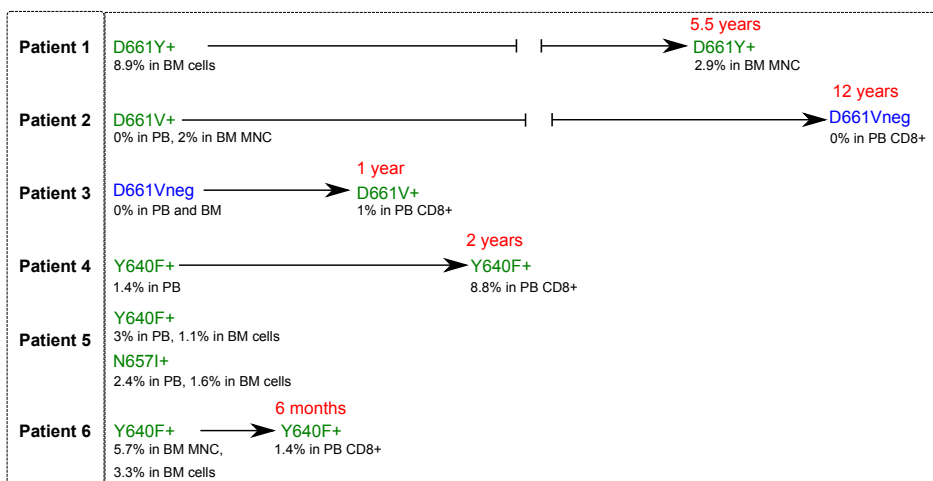 5.5 years
Patient 1 D661Y+ D661Y+
8.9% in BM cells 2.9% in BM MNC
12 years
Patient 2 D661V+ D661Vneg
0% in PB, 2% in BM MNC 0% PB CD8+
1 year
Patient 3 D661Vneg D661V+
0% in PB and BM 1% in PB CD8+
2 years
Patient 4 Y640F+ Y640F+
1.4% in PB 8.8% in PB CD8+
Y640F+
3% in PB, 1.1% in BM cells
Patient 5
N657I+
2.4% in PB, 1.6% in BM cells
6 months
Patient 6 Y640F+ Y640F+
5.7% in BM MNC, 1.4% in PB CD8+
3.3% in BM cells